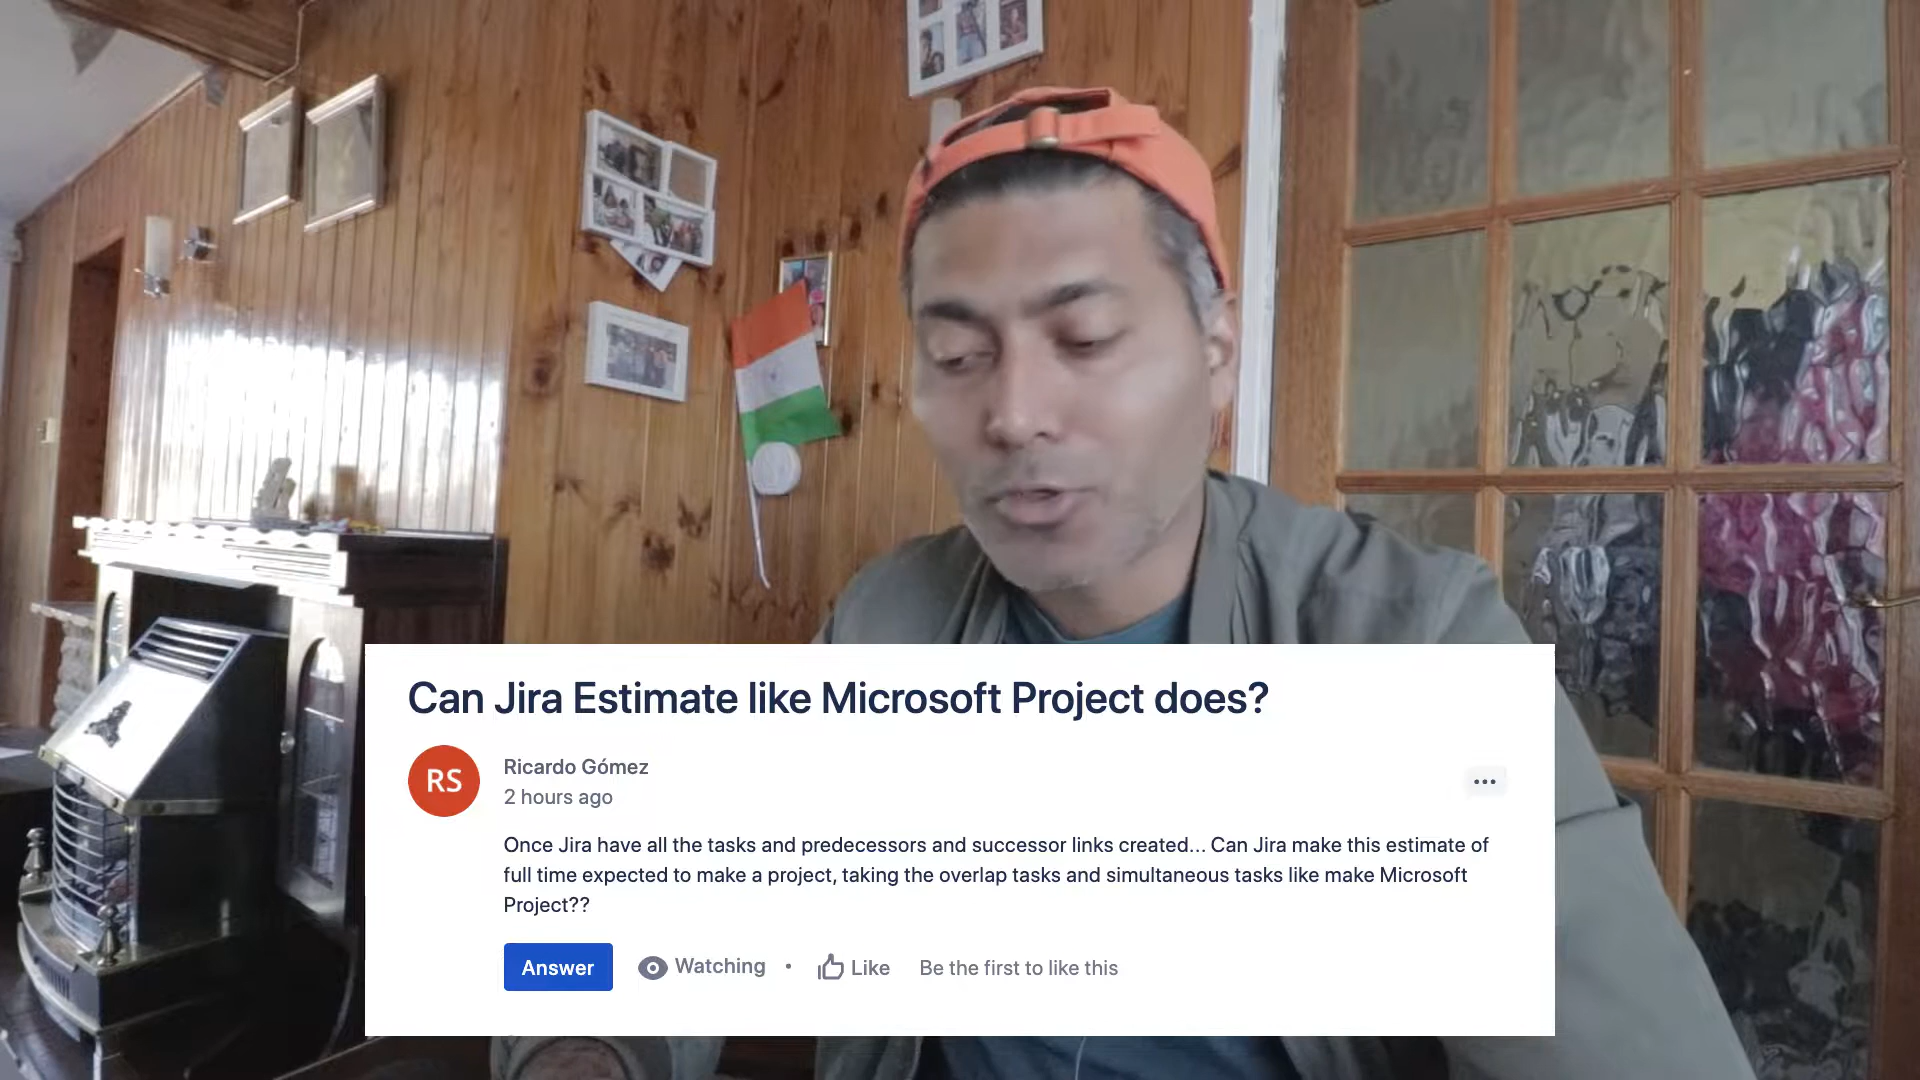 Can Jira Estimate like Microsoft Project does?
RS
Ricardo Gómez
2 hours ago
Once Jira have all the tasks and predecessors and successor links created... Can Jira make this estimate of
full time expected to make a project, taking the overlap tasks and simultaneous tasks like make Microsoft
Project??
Answer
Watching • Like Be the first to like this